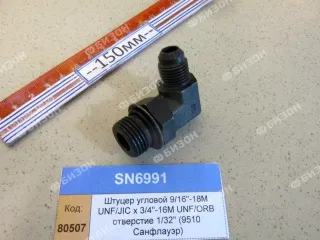 --150мм--
БИЗОН
SN6991
Код:
80507
Штуцер угловой 9/16"-18M
UNF/JIC x 3/4"-16M UNF/ORB
отверстие 1/32" (9510
Санфлауэр)